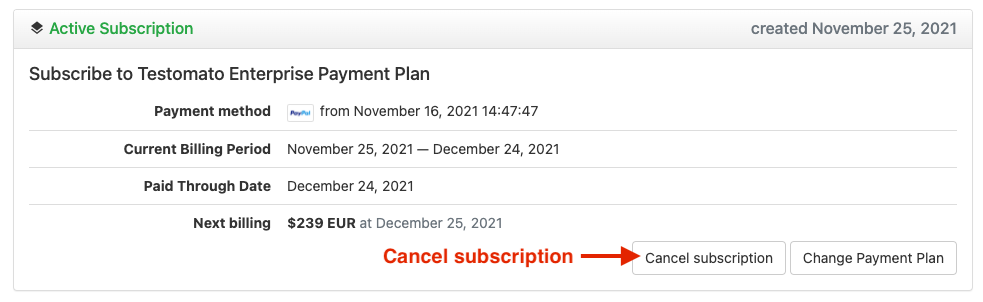 Active Subscription created November 25, 2021
Subscribe to Testomato Enterprise Payment Plan
Payment method PayPal from November 16, 2021 14:47:47
Current Billing Period November 25, 2021 — December 24, 2021
Paid Through Date December 24, 2021
Next billing $239 EUR at December 25, 2021
Cancel subscription Cancel subscription Change Payment Plan